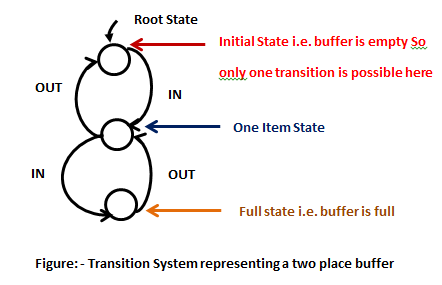 Root State
Initial State i.e. buffer is empty So
only one transition is possible here
OUT
IN
One Item State
IN
OUT
Full state i.e. buffer is full
Figure: - Transition System representing a two place buffer